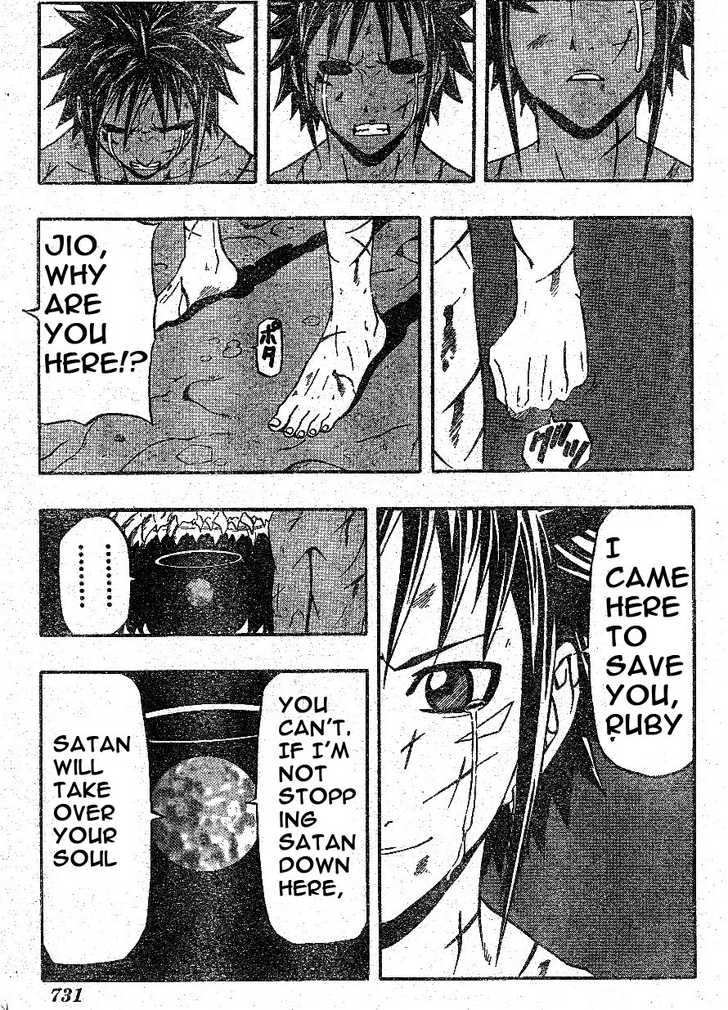 JIO,
WHY
ARE
YOU
HERE!?
ポタ
I
CAME
HERE
TO
SAVE
YOU,
RUBY
YOU
CAN'T.
IF I'M
NOT
STOPP
ING
SATAN
DOWN
HERE,
SATAN
WILL
TAKE
OVER
YOUR
SOUL
731